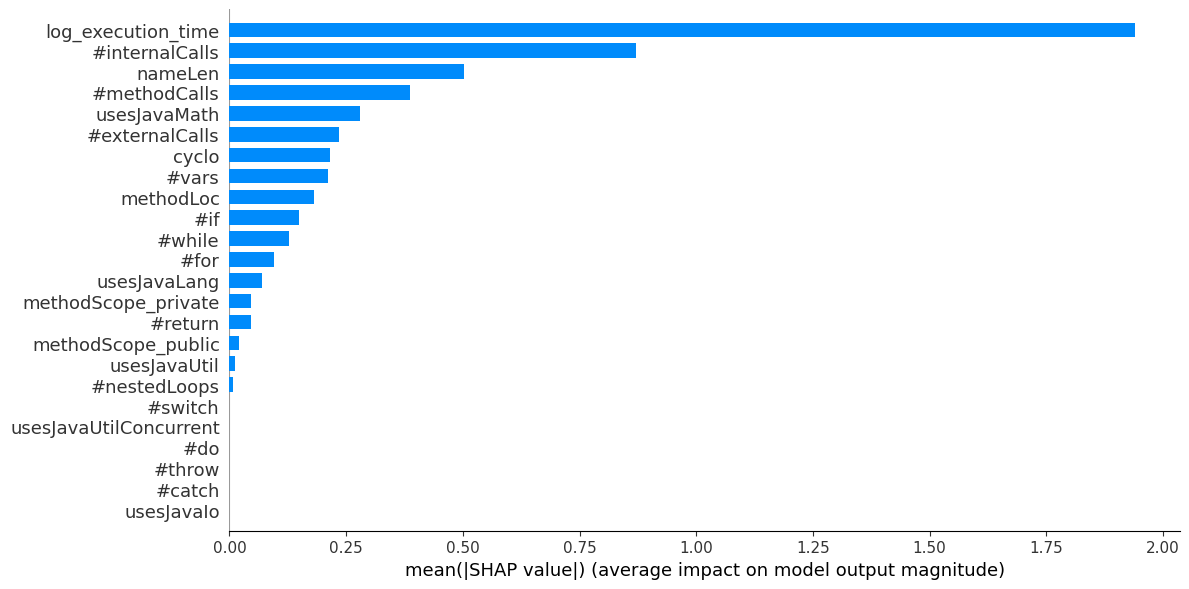 log_execution_time
#internalCalls
nameLen
#methodCalls
usesJavaMath
#externalCalls
cyclo
#vars
methodLoc
#if
#while
#for
usesJavaLang
methodScope_private
#return
methodScope_public
usesJavaUtil
#nestedLoops
#switch
usesJavaUtilConcurrent
#do
#throw
#catch
usesJavaIo
0.00 0.25 0.50 0.75 1.00 1.25 1.50 1.75 2.00
mean(|SHAP value|) (average impact on model output magnitude)